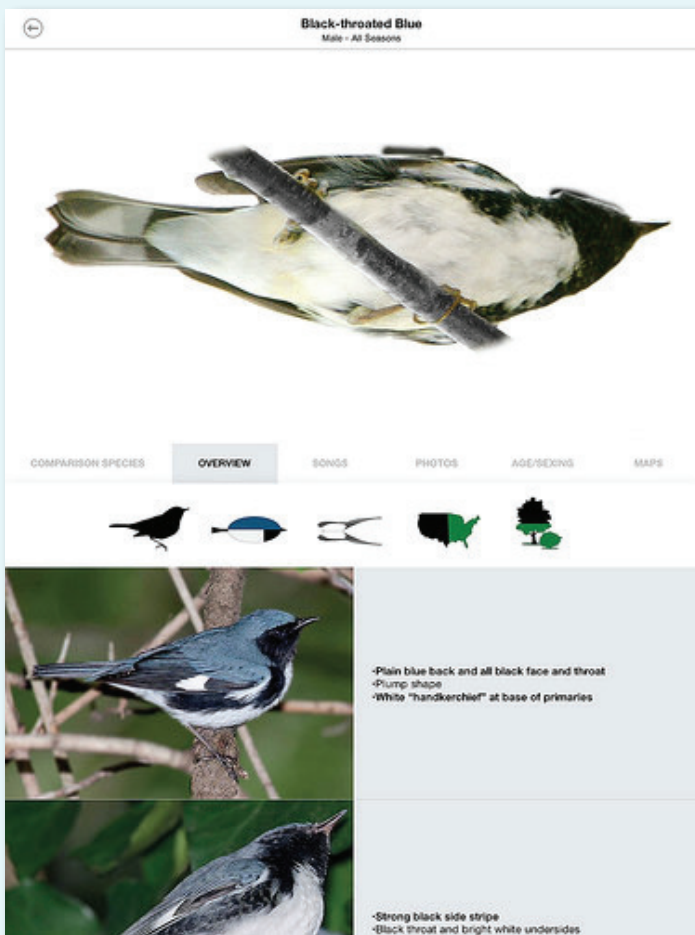 Black-throated Blue
Male - All Seasons
COMPARISON SPECIES
OVERVIEW
SONGS
PHOTOS
AGE/SEXING
MAPS
•Plain blue back and all black face and throat
•Plump shape
•White “handkerchief” at base of primaries
•Strong black side stripe
•Black throat and bright white undersides